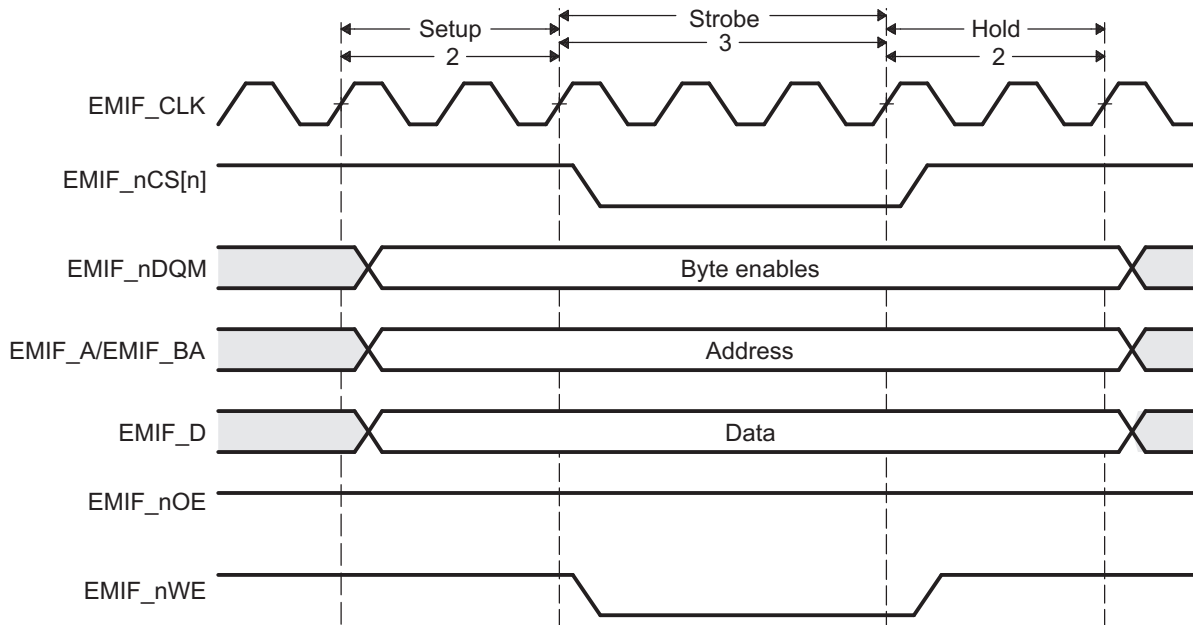 Setup
Strobe
Hold
2
3
2
EMIF_CLK
EMIF_nCS[n]
EMIF_nDQM
Byte enables
EMIF_A/EMIF_BA
Address
EMIF_D
Data
EMIF_nOE
EMIF_nWE